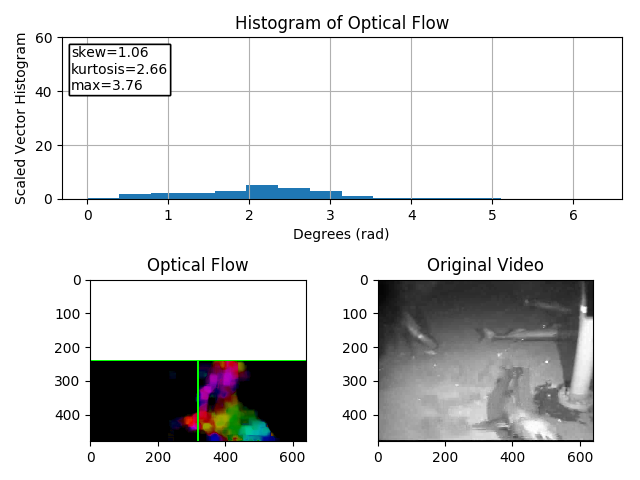 Histogram of Optical Flow
Scaled Vector Histogram
60
40
20
0
skew=1.06
kurtosis=2.66
max=3.76
0 1 2 3 4 5 6
Degrees (rad)
Optical Flow
0
100
200
300
400
0 200 400 600
Original Video
0
100
200
300
400
0 200 400 600